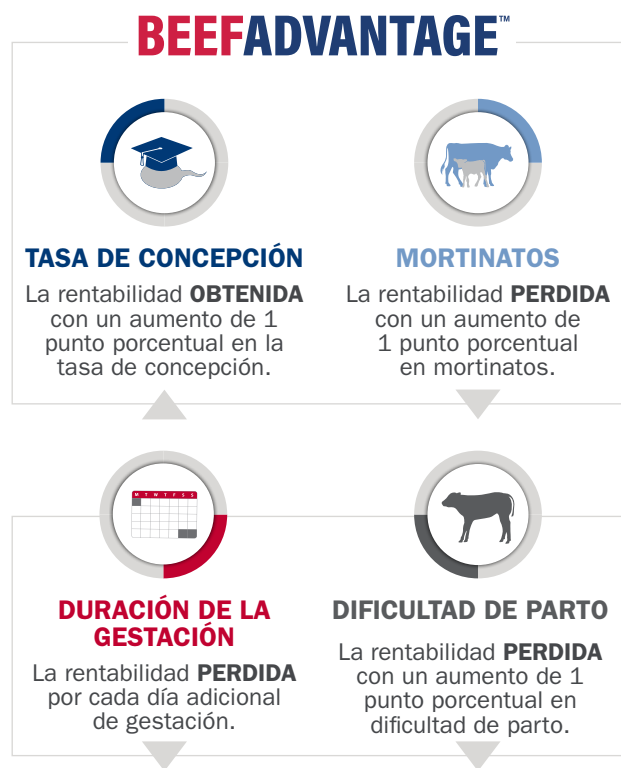 BEEFADVANTAGE™
TASA DE CONCEPCIÓN
La rentabilidad OBTENIDA
con un aumento de 1
punto porcentual en la
tasa de concepción.
MORTINATOS
La rentabilidad PERDIDA
con un aumento de
1 punto porcentual
en mortinatos.
M T W T F S S
DURACIÓN DE LA
GESTACIÓN
La rentabilidad PERDIDA
por cada día adicional
de gestación.
DIFICULTAD DE PARTO
La rentabilidad PERDIDA
con un aumento de 1
punto porcentual en
dificultad de parto.